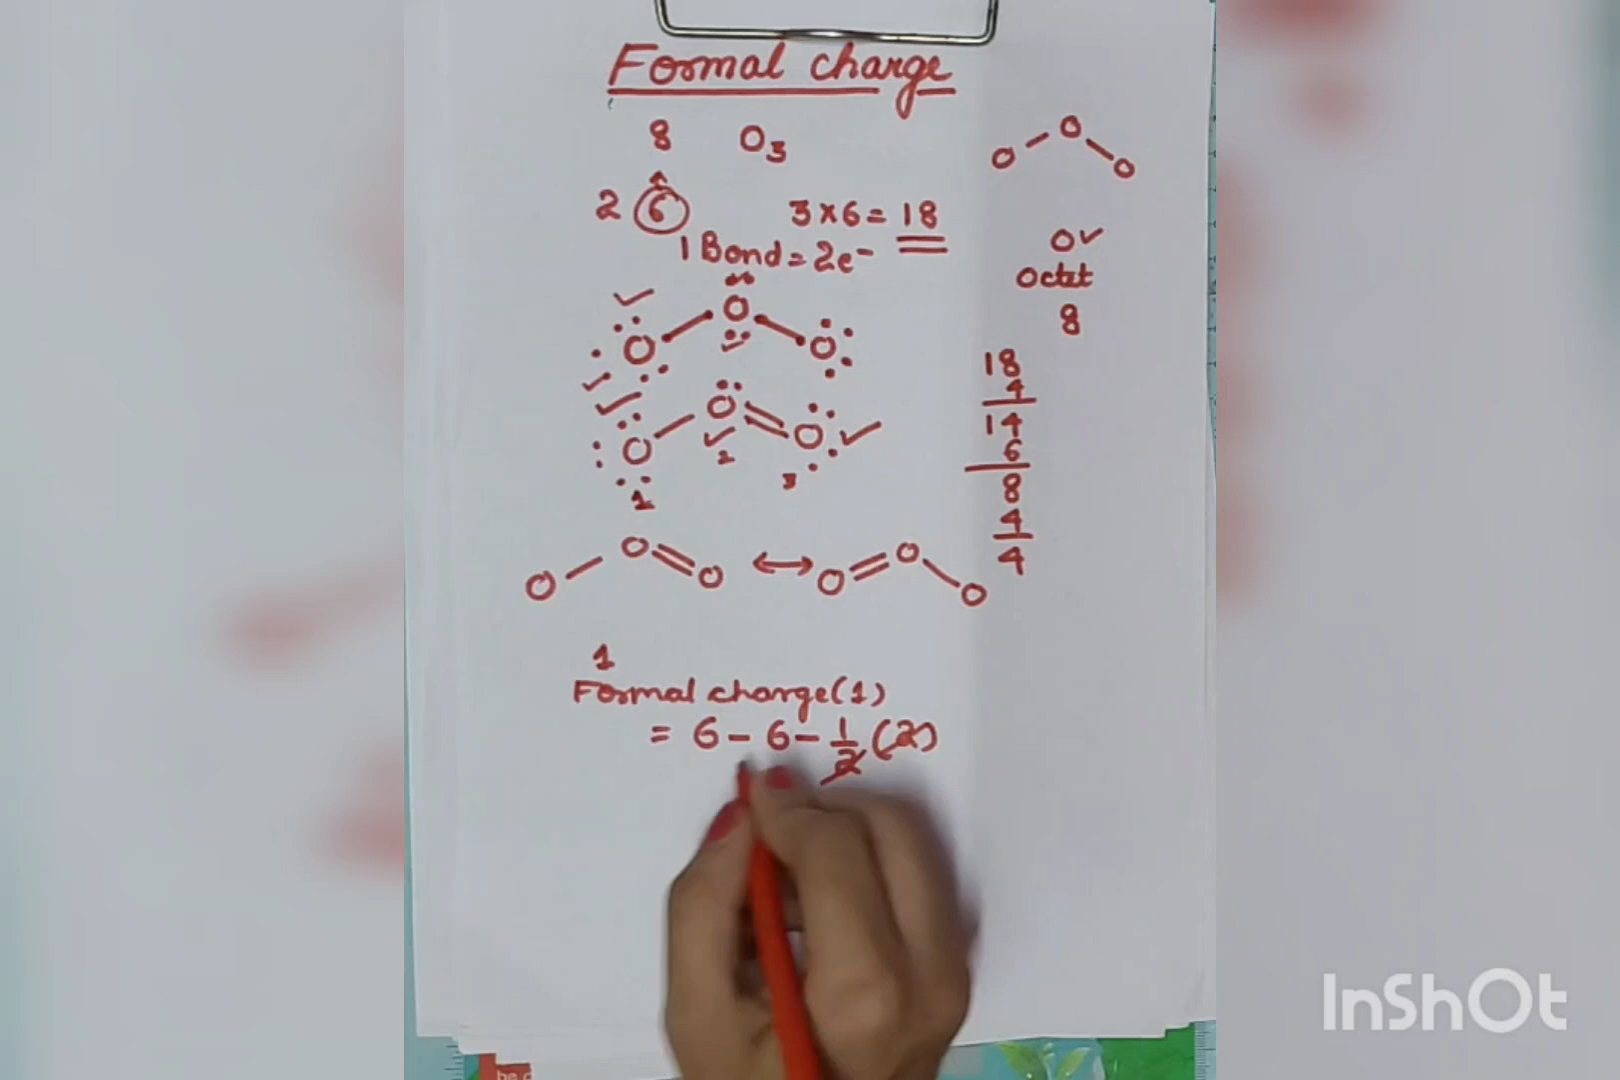 Formal charge
8 O3
2 6 3×6=18
1 Bond=2e-
O O O
O
Octet
8
O O O
18
4
14
6
8
4
4
O O O
1 2 3
O O O ↔ O O O
1
Formal charge(1)
= 6 - 6 - 1/2 (2)
be
InShOt